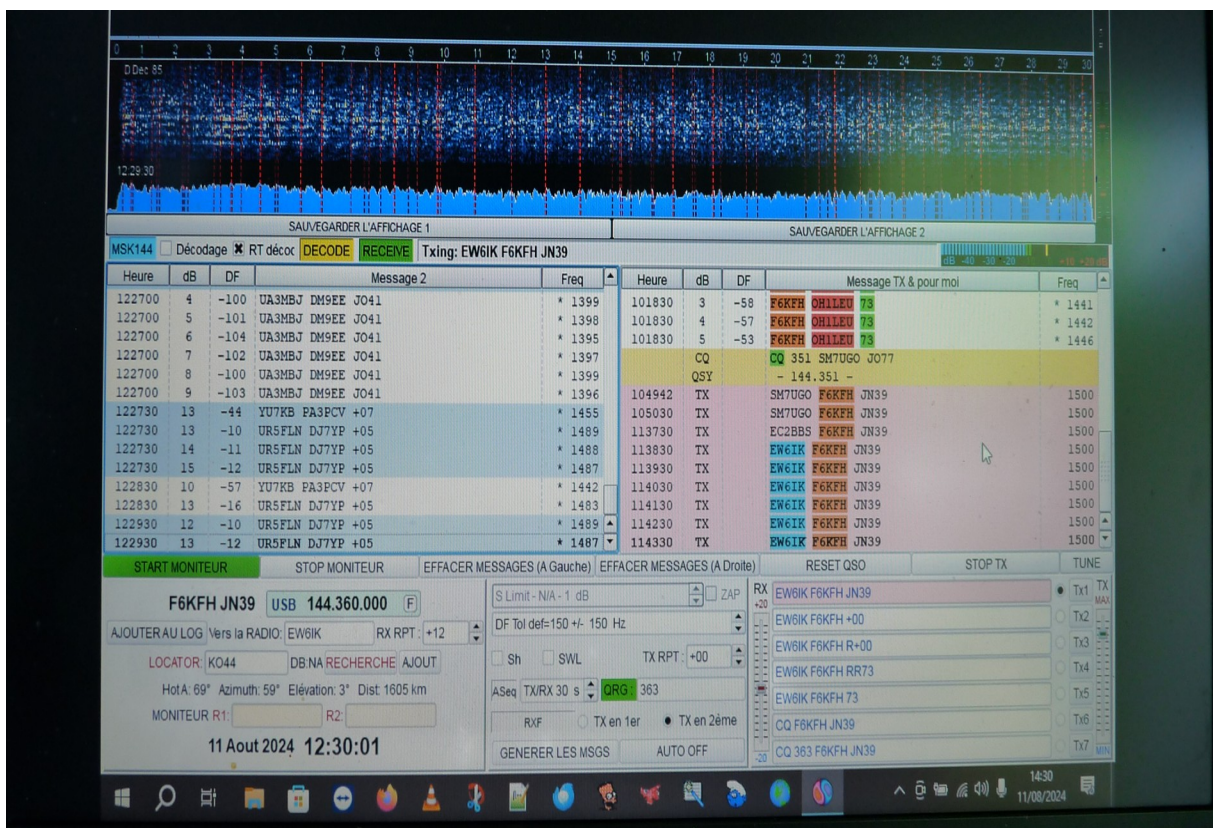 0 1 2 3 4 5 6 7 8 9 10 11 12 13 14 15 16 17 18 19 20 21 22 23 24 25 26 27 28 29 30
D Dec 85
12:29:30
SAUVEGARDER L'AFFICHAGE 1 SAUVEGARDER L'AFFICHAGE 2
MSK144 Décodage RT décoc DECODE RECEIVE Txing: EW6IK F6KFH JN39 dB -40 -30 -20 +10 +20 dB
Heure dB DF Message 2 Freq
122700 4 -100 UA3MBJ DM9EE JO41 * 1399
122700 5 -101 UA3MBJ DM9EE JO41 * 1398
122700 6 -104 UA3MBJ DM9EE JO41 * 1395
122700 7 -102 UA3MBJ DM9EE JO41 * 1397
122700 8 -100 UA3MBJ DM9EE JO41 * 1399
122700 9 -103 UA3MBJ DM9EE JO41 * 1396
122730 13 -44 YU7KB PA3PCV +07 * 1455
122730 13 -10 UR5FLN DJ7YP +05 * 1489
122730 14 -11 UR5FLN DJ7YP +05 * 1488
122730 15 -12 UR5FLN DJ7YP +05 * 1487
122830 10 -57 YU7KB PA3PCV +07 * 1442
122830 13 -16 UR5FLN DJ7YP +05 * 1483
122930 12 -10 UR5FLN DJ7YP +05 * 1489
122930 13 -12 UR5FLN DJ7YP +05 * 1487
Heure dB DF Message TX & pour moi Freq
101830 3 -58 F6KFH OH1LEU 73 * 1441
101830 4 -57 F6KFH OH1LEU 73 * 1442
101830 5 -53 F6KFH OH1LEU 73 * 1446
CQ CQ 351 SM7UGO JO77
QSY - 144.351 -
104942 TX SM7UGO F6KFH JN39 1500
105030 TX SM7UGO F6KFH JN39 1500
113730 TX EC2BBS F6KFH JN39 1500
113830 TX EW6IK F6KFH JN39 1500
113930 TX EW6IK F6KFH JN39 1500
114030 TX EW6IK F6KFH JN39 1500
114130 TX EW6IK F6KFH JN39 1500
114230 TX EW6IK F6KFH JN39 1500
114330 TX EW6IK F6KFH JN39 1500
START MONITEUR STOP MONITEUR EFFACER MESSAGES (A Gauche) EFFACER MESSAGES (A Droite) RESET QSO STOP TX TUNE
F6KFH JN39 USB 144.360.000 F
AJOUTER AU LOG Vers la RADIO: EW6IK RX RPT: +12
LOCATOR: KO44 DB:NA RECHERCHE AJOUT
HotA: 69° Azimuth: 59° Elévation: 3° Dist: 1605 km
MONITEUR R1: R2:
11 Aout 2024 12:30:01
S Limit - N/A - 1 dB ZAP
DF Tol def=150 +/- 150 Hz
Sh SWL TX RPT: +00
ASeq TX/RX 30 s QRG: 363
RXF TX en 1er TX en 2ème
GENERER LES MSGS AUTO OFF
RX
+20
-20
EW6IK F6KFH JN39 Tx1
EW6IK F6KFH +00 Tx2
EW6IK F6KFH R+00 Tx3
EW6IK F6KFH RR73 Tx4
EW6IK F6KFH 73 Tx5
CQ F6KFH JN39 Tx6
CQ 363 F6KFH JN39 Tx7
TX
MAX
MIN
14:30
11/08/2024